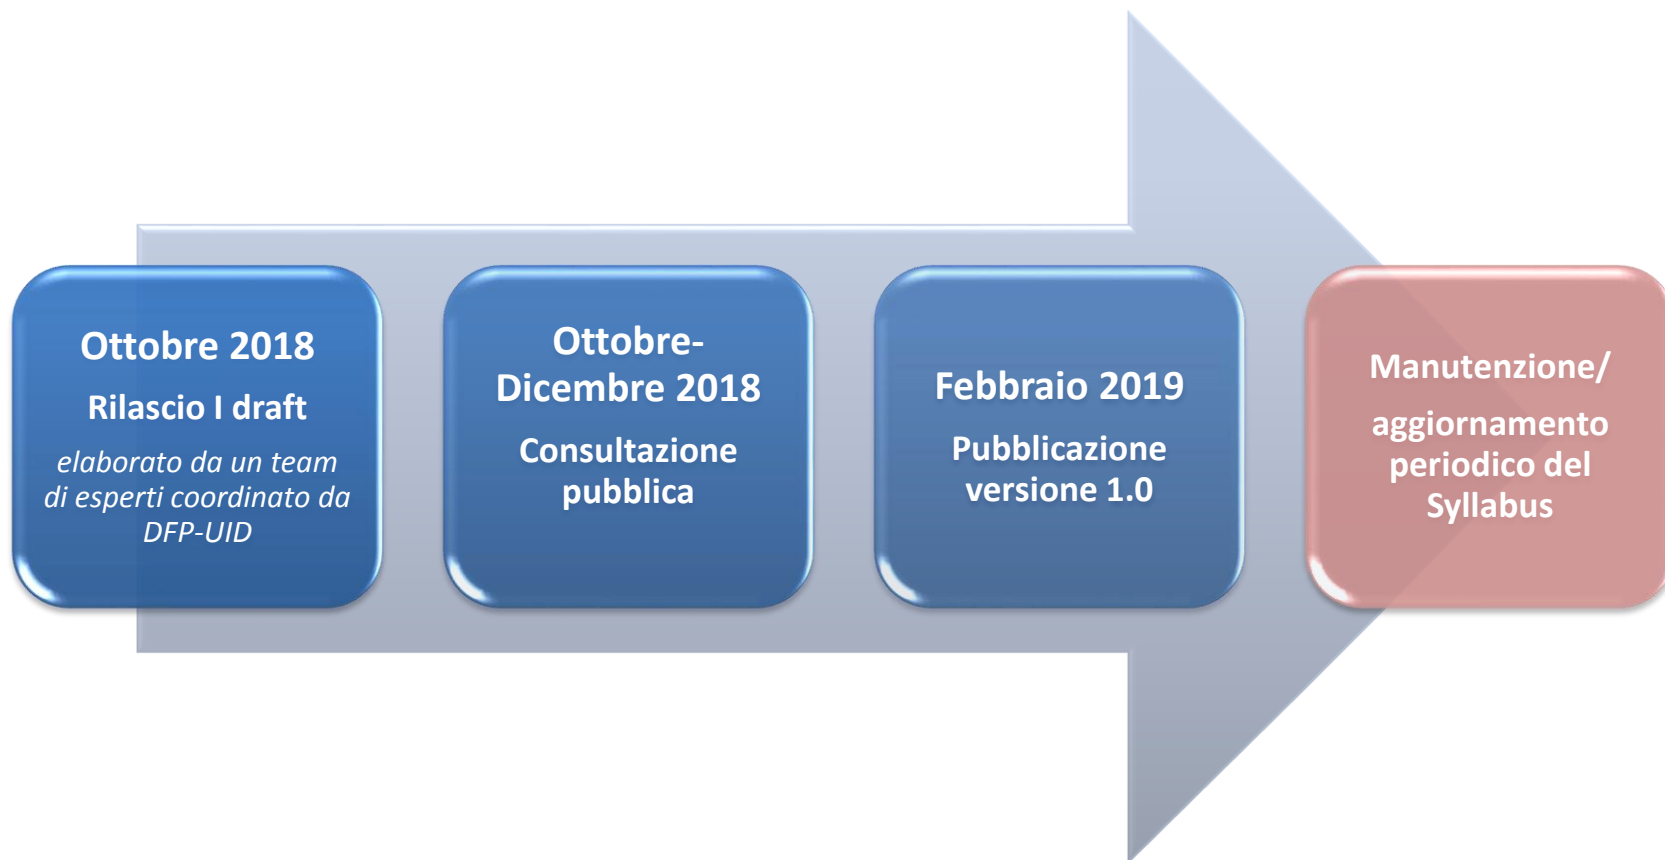 Ottobre 2018
Rilascio I draft
elaborato da un team
di esperti coordinato da
DFP-UID
Ottobre-
Dicembre 2018
Consultazione
pubblica
Febbraio 2019
Pubblicazione
versione 1.0
Manutenzione/
aggiornamento
periodico del
Syllabus